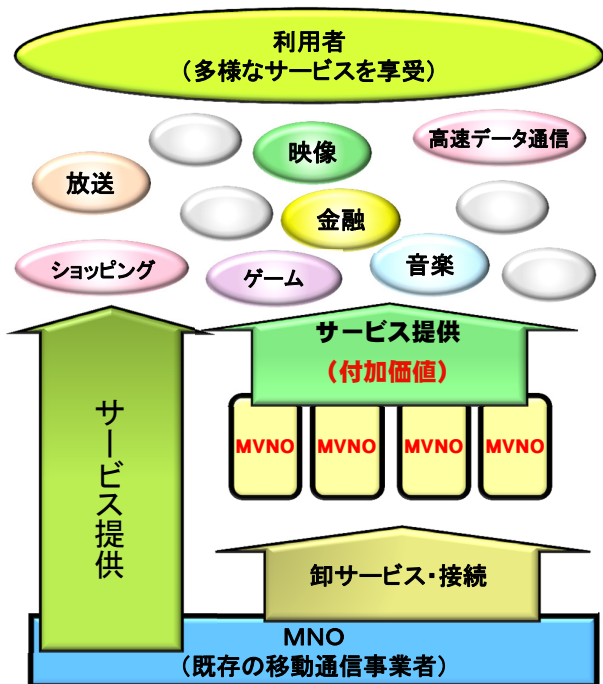 利用者
（多様なサービスを享受）
映像
高速データ通信
放送
金融
ショッピング
ゲーム
音楽
サービス提供
サービス提供
（付加価値）
MVNO
MVNO
MVNO
MVNO
卸サービス・接続
MNO
（既存の移動通信事業者）